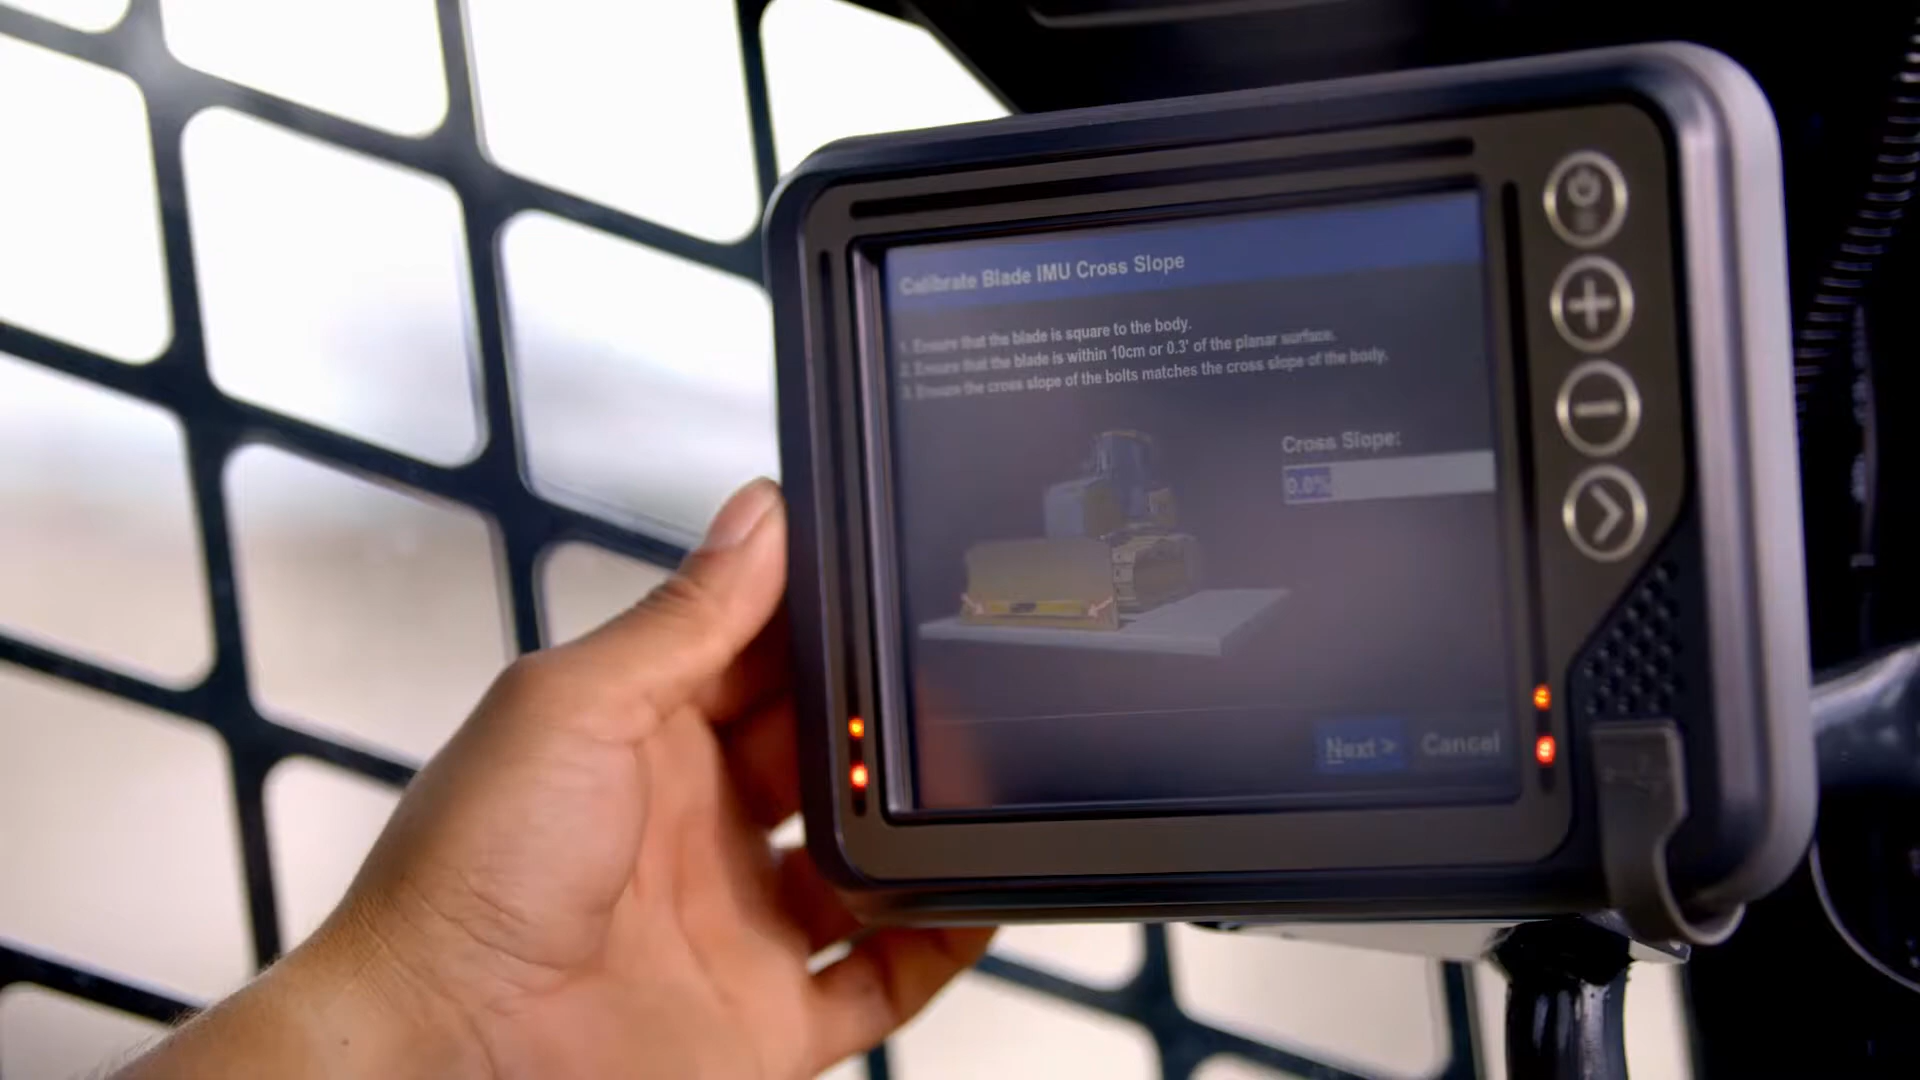 Calibrate Blade IMU Cross Slope
1. Ensure that the blade is square to the body.
2. Ensure that the blade is within 10cm or 0.3' of the planar surface.
3. Ensure the cross slope of the bolts matches the cross slope of the body.
Cross Slope:
0.0%
Next > Cancel